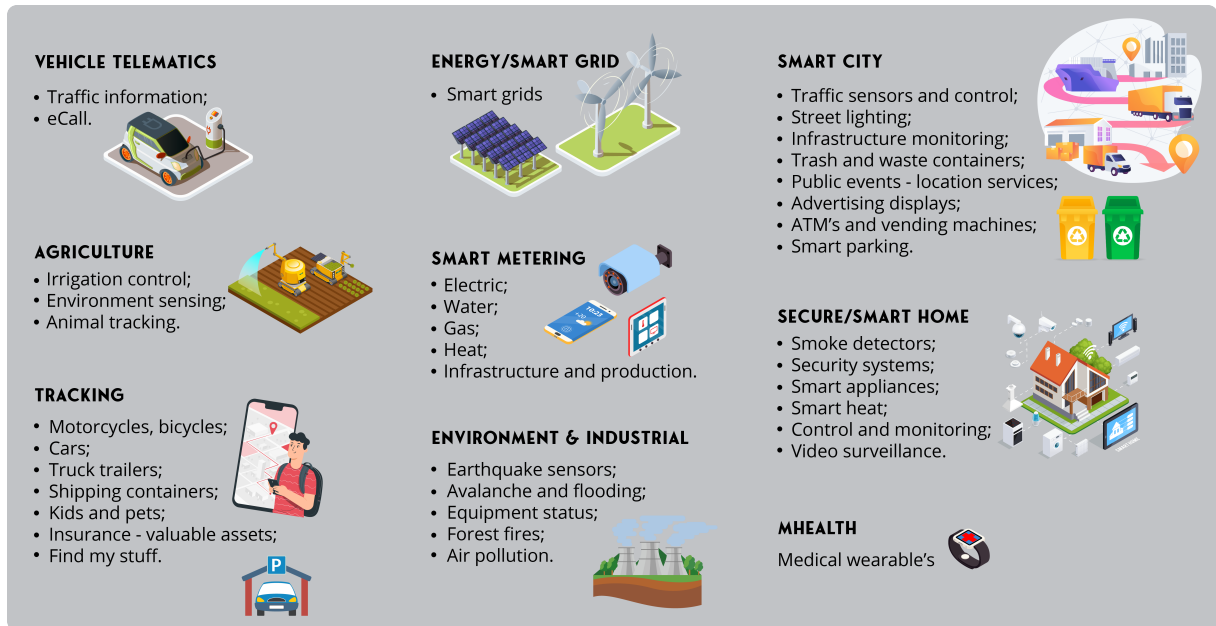 VEHICLE TELEMATICS
• Traffic information;
• eCall.
AGRICULTURE
• Irrigation control;
• Environment sensing;
• Animal tracking.
TRACKING
• Motorcycles, bicycles;
• Cars;
• Truck trailers;
• Shipping containers;
• Kids and pets;
• Insurance - valuable assets;
• Find my stuff.
P
ENERGY/SMART GRID
• Smart grids
SMART METERING
• Electric;
• Water;
• Gas;
• Heat;
• Infrastructure and production.
10:23
+20
ENVIRONMENT & INDUSTRIAL
• Earthquake sensors;
• Avalanche and flooding;
• Equipment status;
• Forest fires;
• Air pollution.
SMART CITY
• Traffic sensors and control;
• Street lighting;
• Infrastructure monitoring;
• Trash and waste containers;
• Public events - location services;
• Advertising displays;
• ATM’s and vending machines;
• Smart parking.
SECURE/SMART HOME
• Smoke detectors;
• Security systems;
• Smart appliances;
• Smart heat;
• Control and monitoring;
• Video surveillance.
MHEALTH
Medical wearable’s